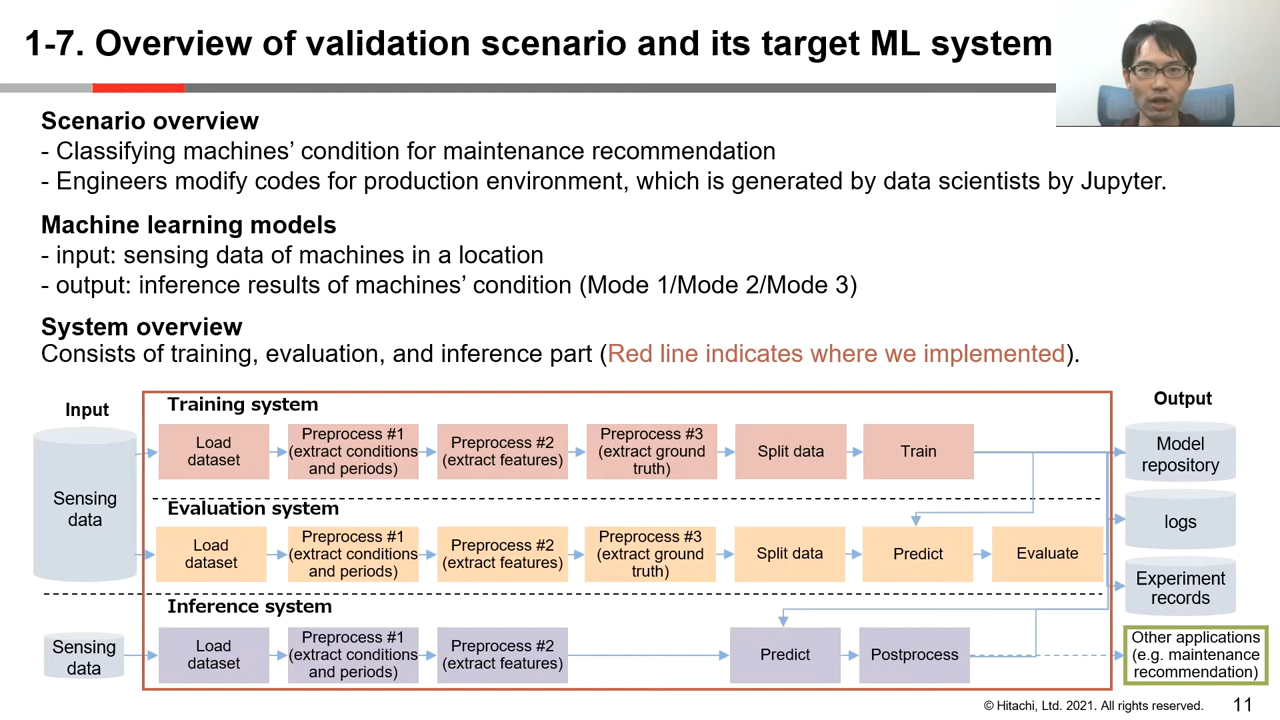 1-7. Overview of validation scenario and its target ML system
Scenario overview
- Classifying machines’ condition for maintenance recommendation
- Engineers modify codes for production environment, which is generated by data scientists by Jupyter.
Machine learning models
- input: sensing data of machines in a location
- output: inference results of machines’ condition (Mode 1/Mode 2/Mode 3)
System overview
Consists of training, evaluation, and inference part (Red line indicates where we implemented).
Input
Sensing
data
Training system
Load
dataset
Preprocess #1
(extract conditions
and periods)
Preprocess #2
(extract features)
Preprocess #3
(extract ground
truth)
Split data
Train
Evaluation system
Load
dataset
Preprocess #1
(extract conditions
and periods)
Preprocess #2
(extract features)
Preprocess #3
(extract ground
truth)
Split data
Predict
Evaluate
Inference system
Sensing
data
Load
dataset
Preprocess #1
(extract conditions
and periods)
Preprocess #2
(extract features)
Predict
Postprocess
Output
Model
repository
logs
Experiment
records
Other applications
(e.g. maintenance
recommendation)
© Hitachi, Ltd. 2021. All rights reserved.
11